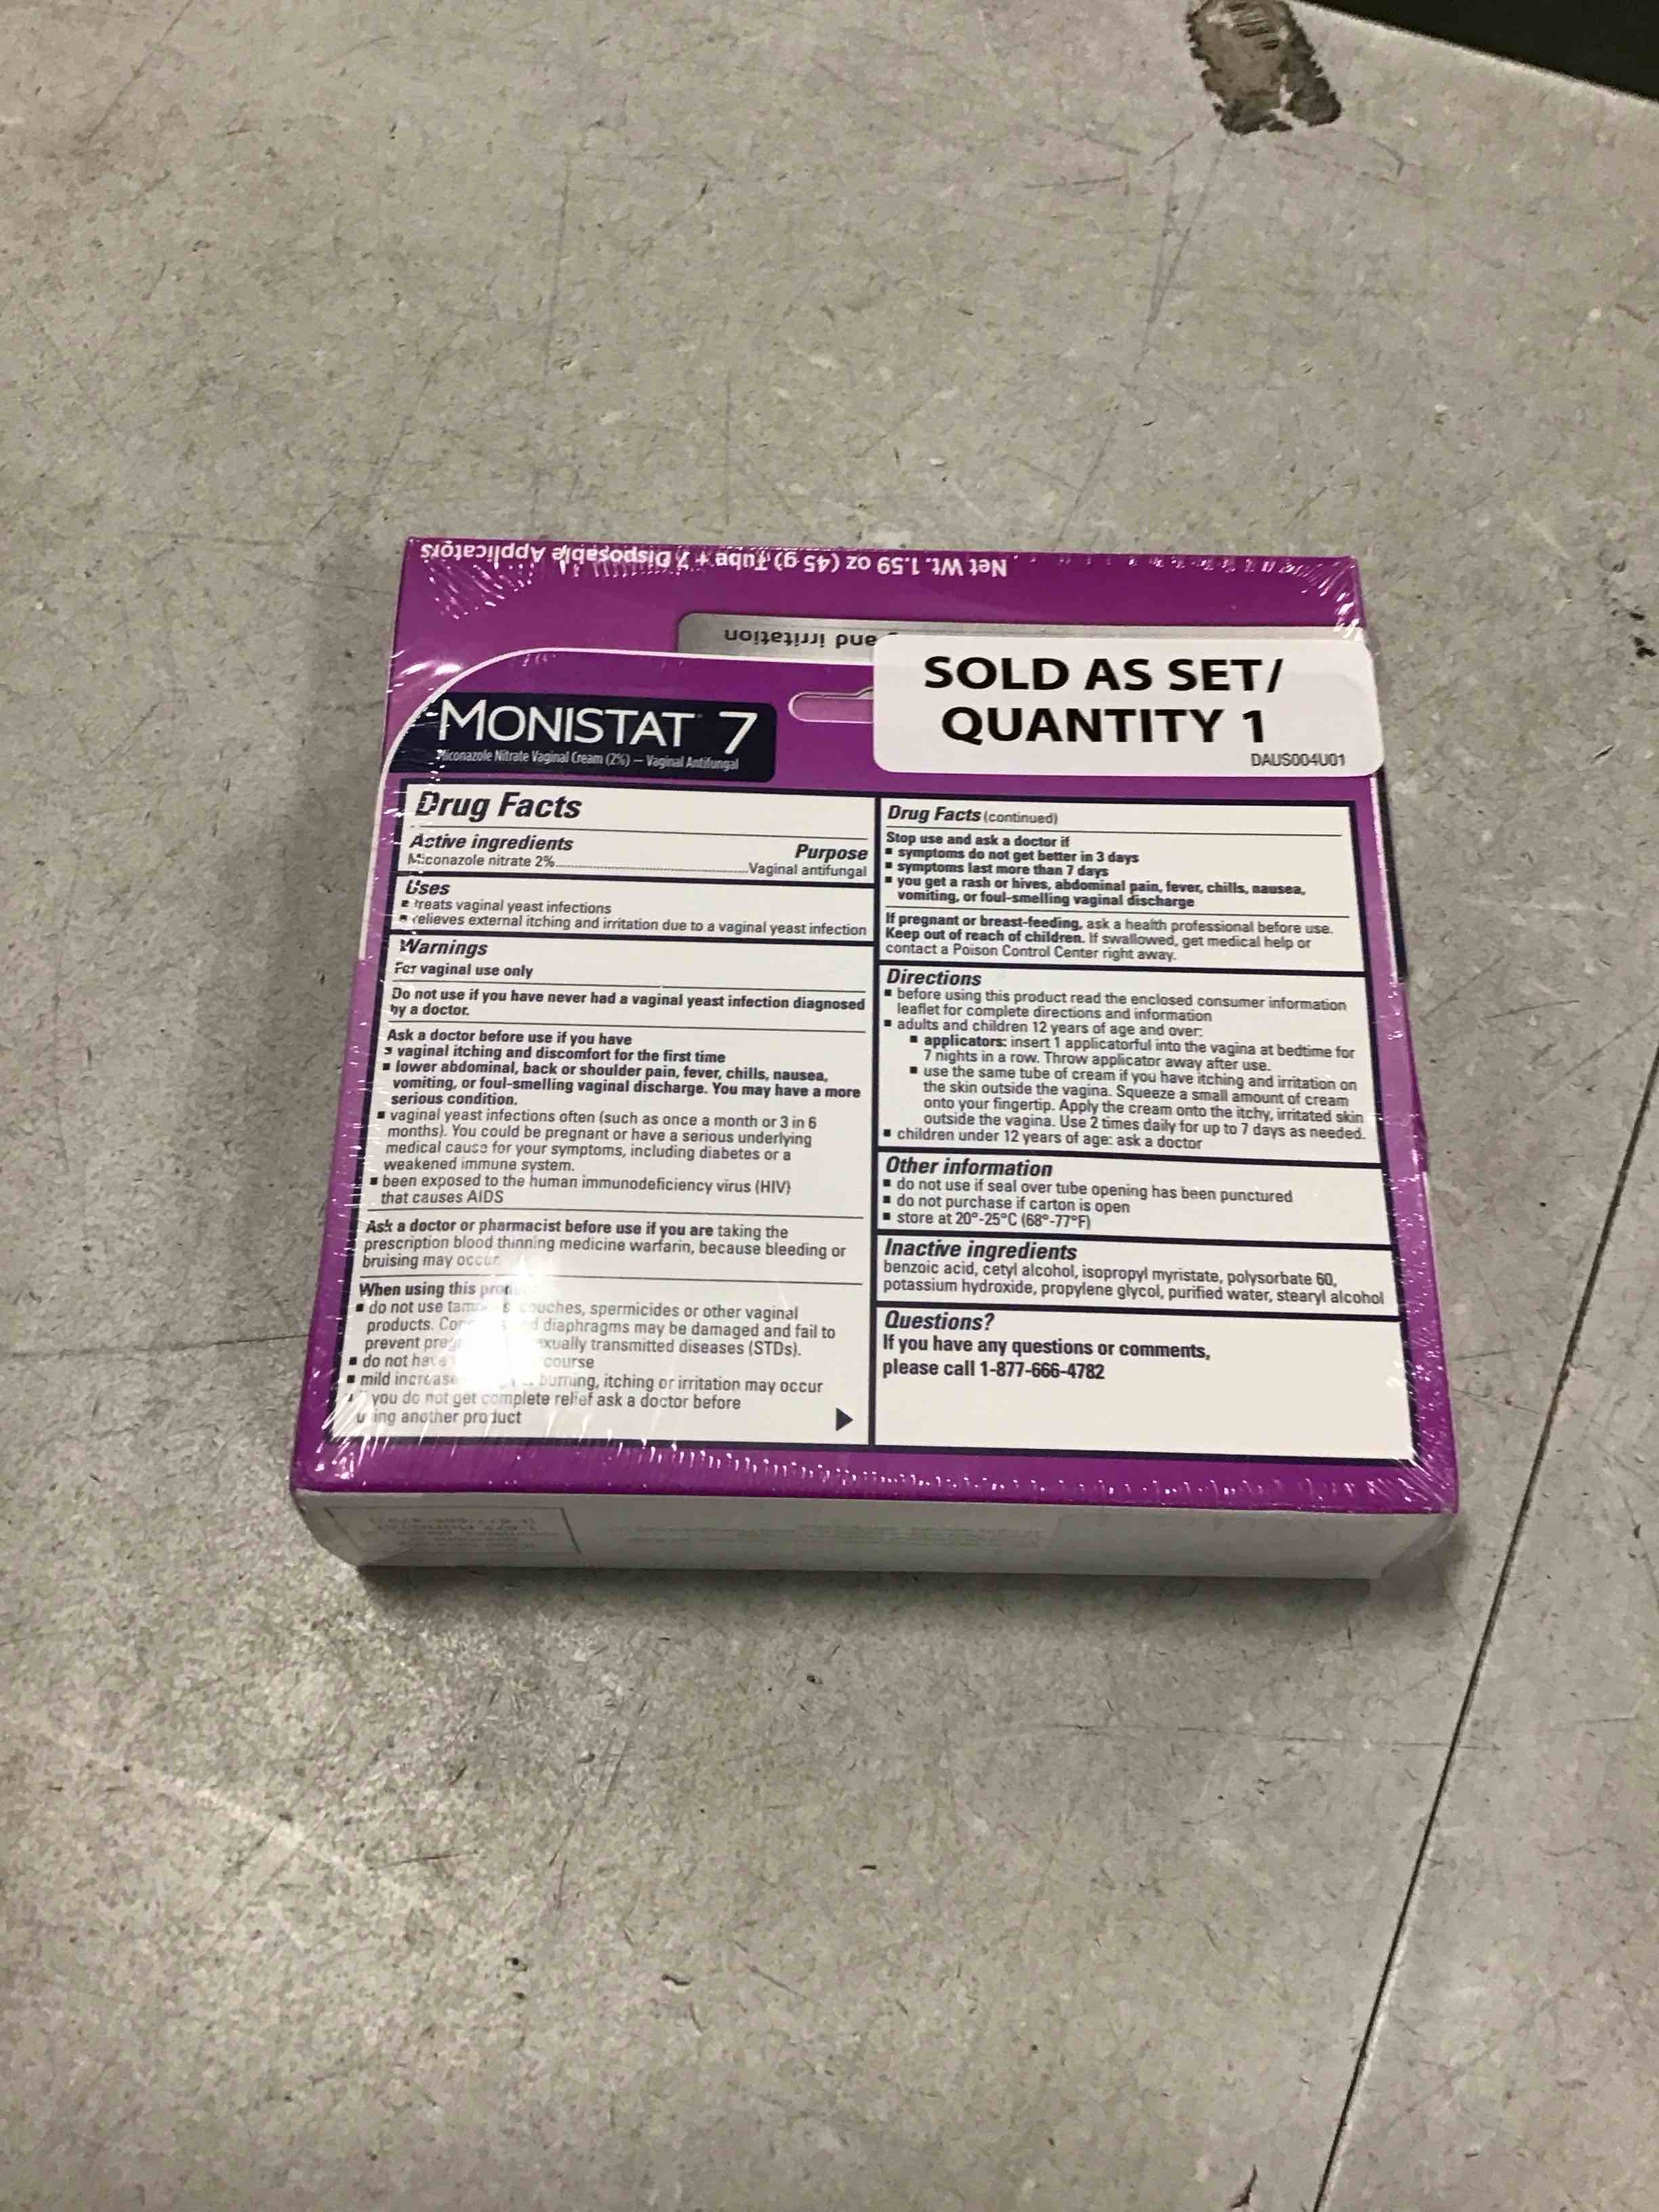 Net Wt. 1.59 oz (45 g) Tube + 7 Disposable Applicators
and irritation
SOLD AS SET/
QUANTITY 1
DAUS004U01
MONISTAT 7
Miconazole Nitrate Vaginal Cream (2%) — Vaginal Antifungal
Drug Facts
Active ingredients Purpose
Miconazole nitrate 2%..........Vaginal antifungal
Uses
▪ treats vaginal yeast infections
▪ relieves external itching and irritation due to a vaginal yeast infection
Warnings
For vaginal use only
Do not use if you have never had a vaginal yeast infection diagnosed
by a doctor.
Ask a doctor before use if you have
▪ vaginal itching and discomfort for the first time
▪ lower abdominal, back or shoulder pain, fever, chills, nausea,
vomiting, or foul-smelling vaginal discharge. You may have a more
serious condition.
▪ vaginal yeast infections often (such as once a month or 3 in 6
months). You could be pregnant or have a serious underlying
medical cause for your symptoms, including diabetes or a
weakened immune system.
▪ been exposed to the human immunodeficiency virus (HIV)
that causes AIDS
Ask a doctor or pharmacist before use if you are taking the
prescription blood thinning medicine warfarin, because bleeding or
bruising may occur.
When using this
▪ do not use douches, spermicides or other vaginal
products. diaphragms may be damaged and fail to
prevent transmitted diseases (STDs).
▪ do not have
▪ mild increase burning, itching or irritation may occur
▪ if you do not get complete relief ask a doctor before
using another product
Drug Facts (continued)
Stop use and ask a doctor if
▪ symptoms do not get better in 3 days
▪ symptoms last more than 7 days
▪ you get a rash or hives, abdominal pain, fever, chills, nausea,
vomiting, or foul-smelling vaginal discharge
If pregnant or breast-feeding, ask a health professional before use.
Keep out of reach of children. If swallowed, get medical help or
contact a Poison Control Center right away.
Directions
▪ before using this product read the enclosed consumer information
leaflet for complete directions and information
▪ adults and children 12 years of age and over:
▪ applicators: insert 1 applicatorful into the vagina at bedtime for
7 nights in a row. Throw applicator away after use.
▪ use the same tube of cream if you have itching and irritation on
the skin outside the vagina. Squeeze a small amount of cream
onto your fingertip. Apply the cream onto the itchy, irritated skin
outside the vagina. Use 2 times daily for up to 7 days as needed.
▪ children under 12 years of age: ask a doctor
Other information
▪ do not use if seal over tube opening has been punctured
▪ do not purchase if carton is open
▪ store at 20°-25°C (68°-77°F)
Inactive ingredients
benzoic acid, cetyl alcohol, isopropyl myristate, polysorbate 60,
potassium hydroxide, propylene glycol, purified water, stearyl alcohol
Questions?
If you have any questions or comments,
please call 1-877-666-4782